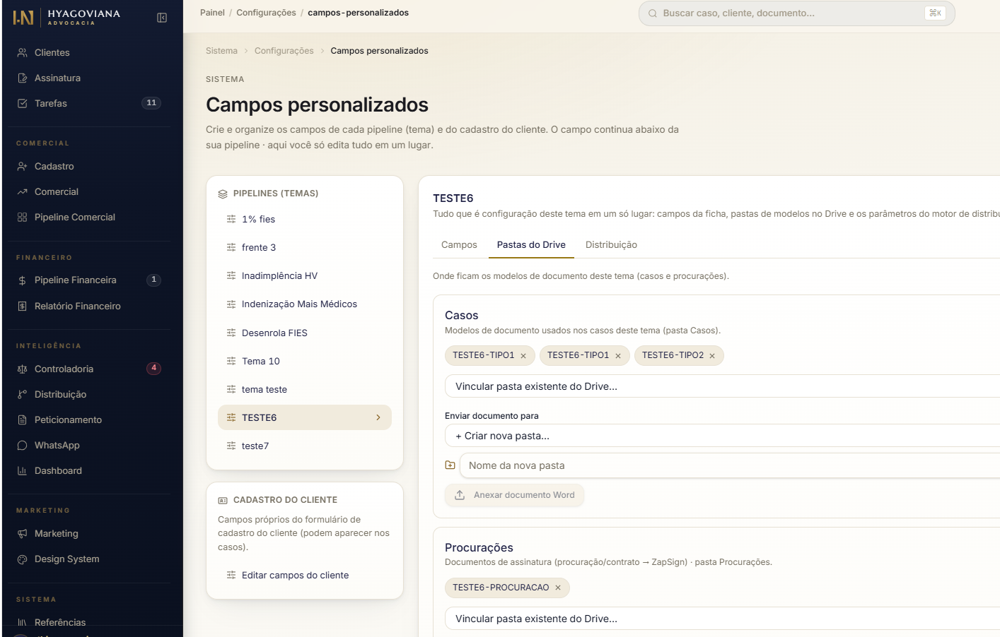 HYAGOVIANA
ADVOCACIA
Clientes
Assinatura
Tarefas 11
COMERCIAL
Cadastro
Comercial
Pipeline Comercial
FINANCEIRO
Pipeline Financeira 1
Relatório Financeiro
INTELIGÊNCIA
Controladoria 4
Distribuição
Peticionamento
WhatsApp
Dashboard
MARKETING
Marketing
Design System
SISTEMA
Referências
Painel / Configurações / campos-personalizados
Buscar caso, cliente, documento... ⌘K
Sistema > Configurações > Campos personalizados
SISTEMA
Campos personalizados
Crie e organize os campos de cada pipeline (tema) e do cadastro do cliente. O campo continua abaixo da
sua pipeline · aqui você só edita tudo em um lugar.
PIPELINES (TEMAS)
1% fies
frente 3
Inadimplência HV
Indenização Mais Médicos
Desenrola FIES
Tema 10
tema teste
TESTE6
teste7
CADASTRO DO CLIENTE
Campos próprios do formulário de
cadastro do cliente (podem aparecer nos
casos).
Editar campos do cliente
TESTE6
Tudo que é configuração deste tema em um só lugar: campos da ficha, pastas de modelos no Drive e os parâmetros do motor de distribu
Campos Pastas do Drive Distribuição
Onde ficam os modelos de documento deste tema (casos e procurações).
Casos
Modelos de documento usados nos casos deste tema (pasta Casos).
TESTE6-TIPO1 × TESTE6-TIPO1 × TESTE6-TIPO2 ×
Vincular pasta existente do Drive...
Enviar documento para
+ Criar nova pasta...
Nome da nova pasta
Anexar documento Word
Procurações
Documentos de assinatura (procuração/contrato → ZapSign) · pasta Procurações.
TESTE6-PROCURACAO ×
Vincular pasta existente do Drive...